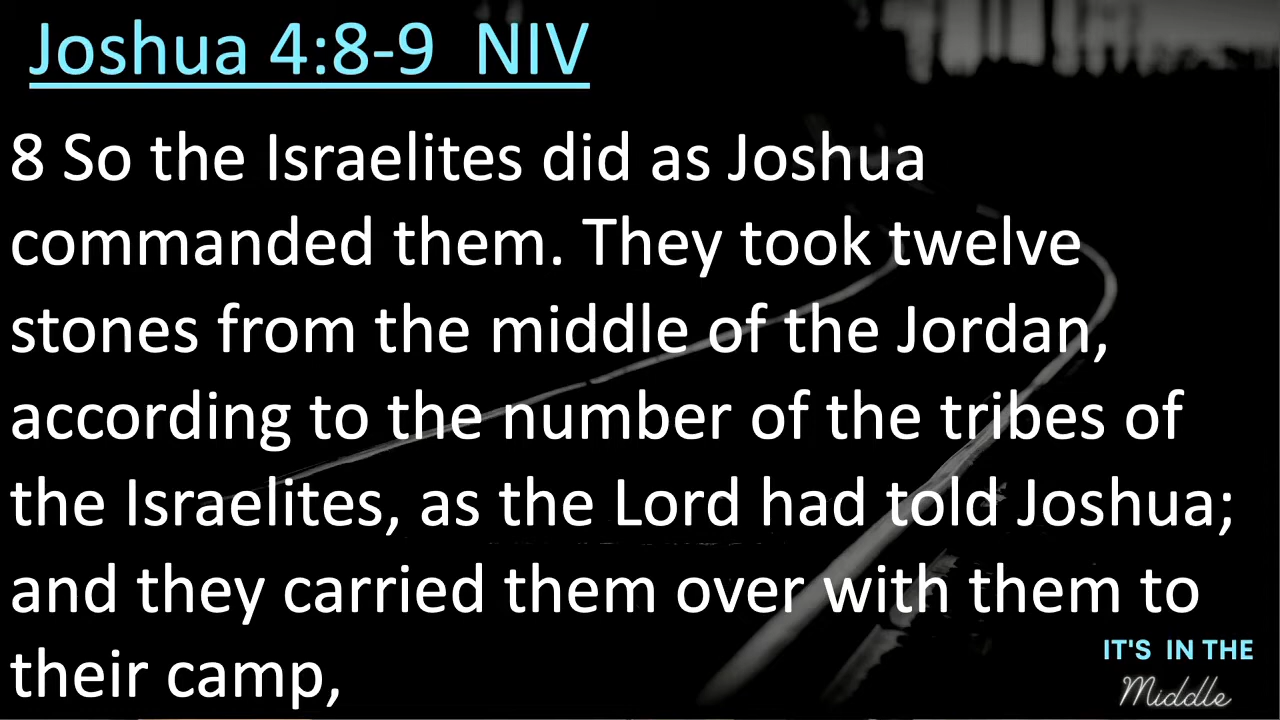 Joshua 4:8-9  NIV
8 So the Israelites did as Joshua
commanded them. They took twelve
stones from the middle of the Jordan,
according to the number of the tribes of
the Israelites, as the Lord had told Joshua;
and they carried them over with them to
their camp,
IT'S  IN THE
Middle